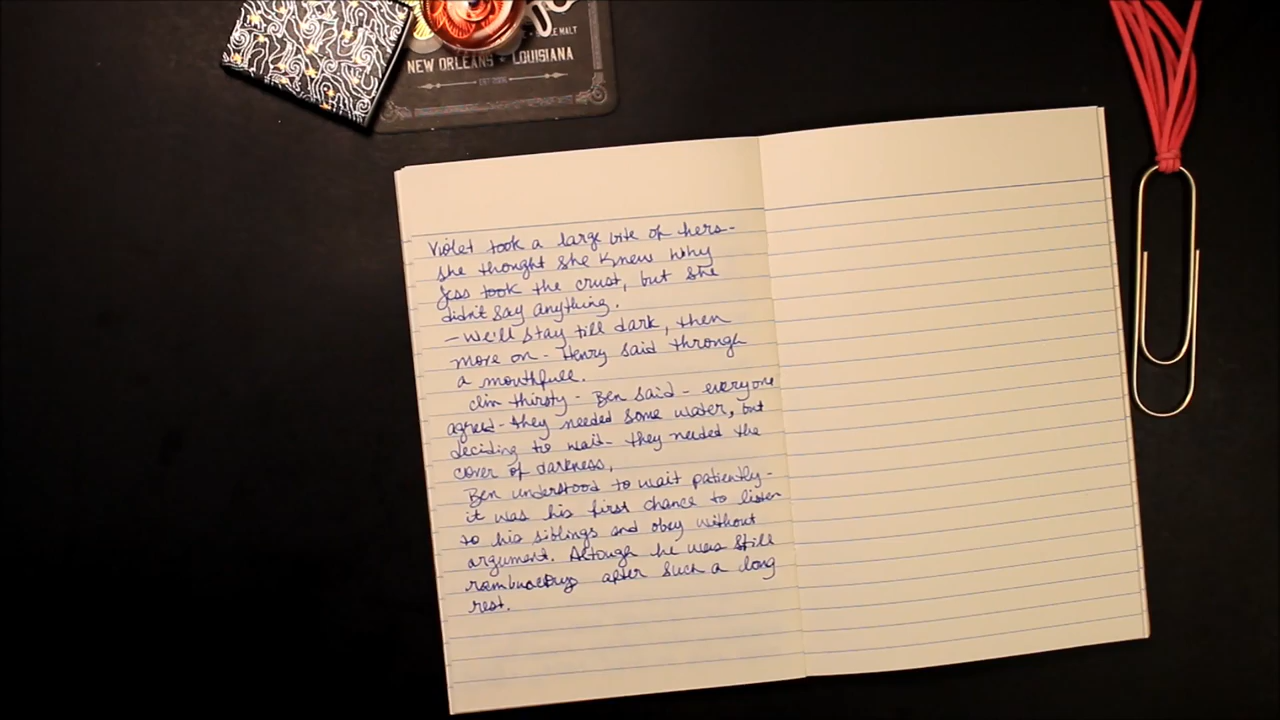 LE MALT
NEW ORLEANS LOUISIANA
Violet took a large bite of hers-
she thought she knew why
Jess took the crust, but she
didn't say anything.
- We'll stay till dark, then
more on - Henry said through
a mouthfull.
I'm thirsty - Ben said - everyone
agreed - they needed some water, but
deciding to wait - they needed the
cover of darkness,
Ben understood to wait patiently -
it was his first chance to listen
to his siblings and obey without
argument. Altough he was still
after such a long
rest.